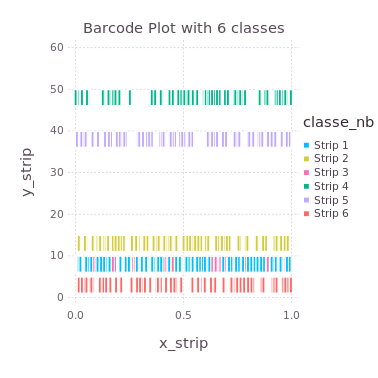 Barcode Plot with 6 classes
60
50
40
30
20
10
0
0.0 0.5 1.0
x_strip
y_strip
classe_nb
Strip 1
Strip 2
Strip 3
Strip 4
Strip 5
Strip 6